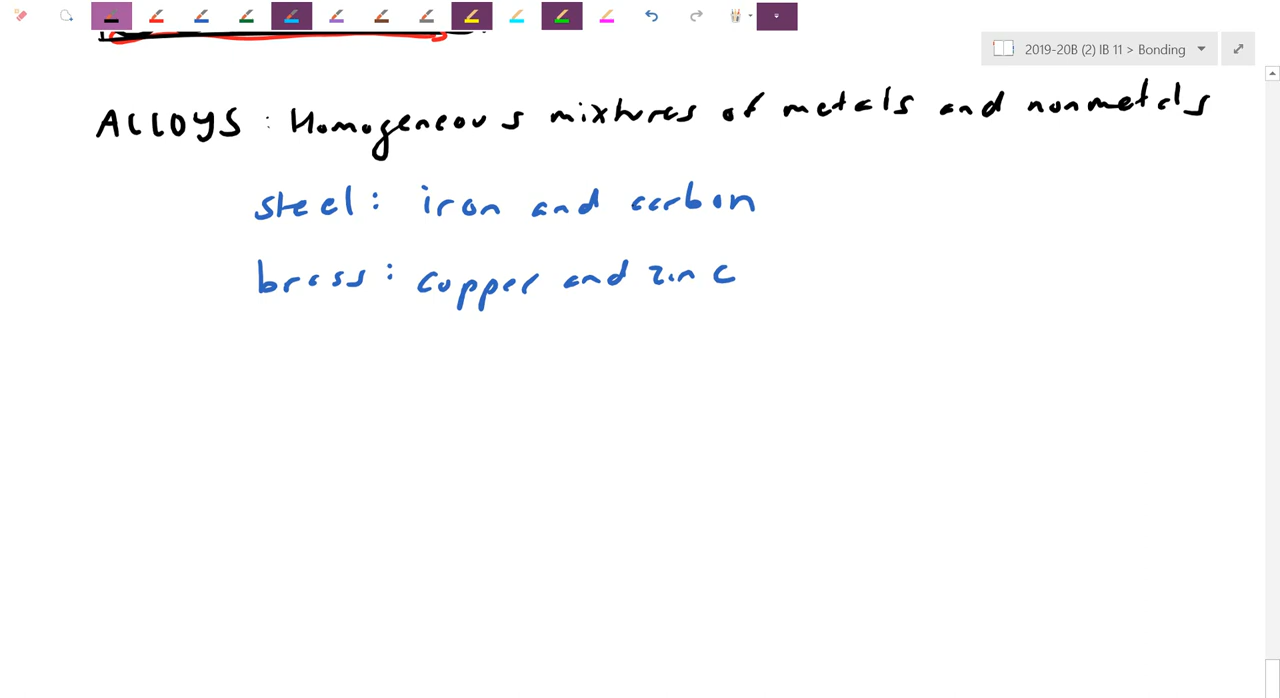 2019-20B (2) IB 11 > Bonding
ALLOYS : Homogeneous mixtures of metals and nonmetals
steel : iron and carbon
brass : copper and zinc